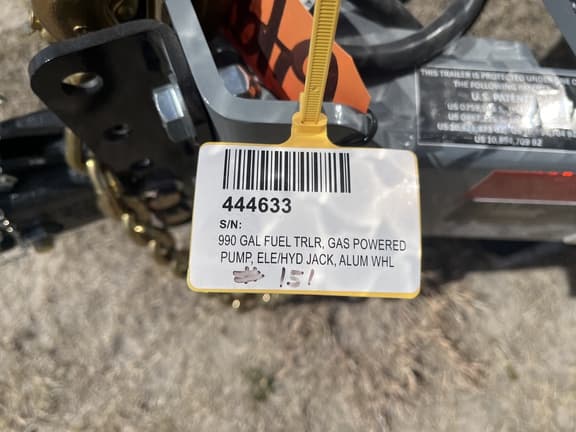 THIS TRAILER IS PROTECTED UNDER
THE FOLLOWING
U.S. PATENT
444633
S/N:
990 GAL FUEL TRLR, GAS POWERED
PUMP, ELE/HYD JACK, ALUM WHL
# 151